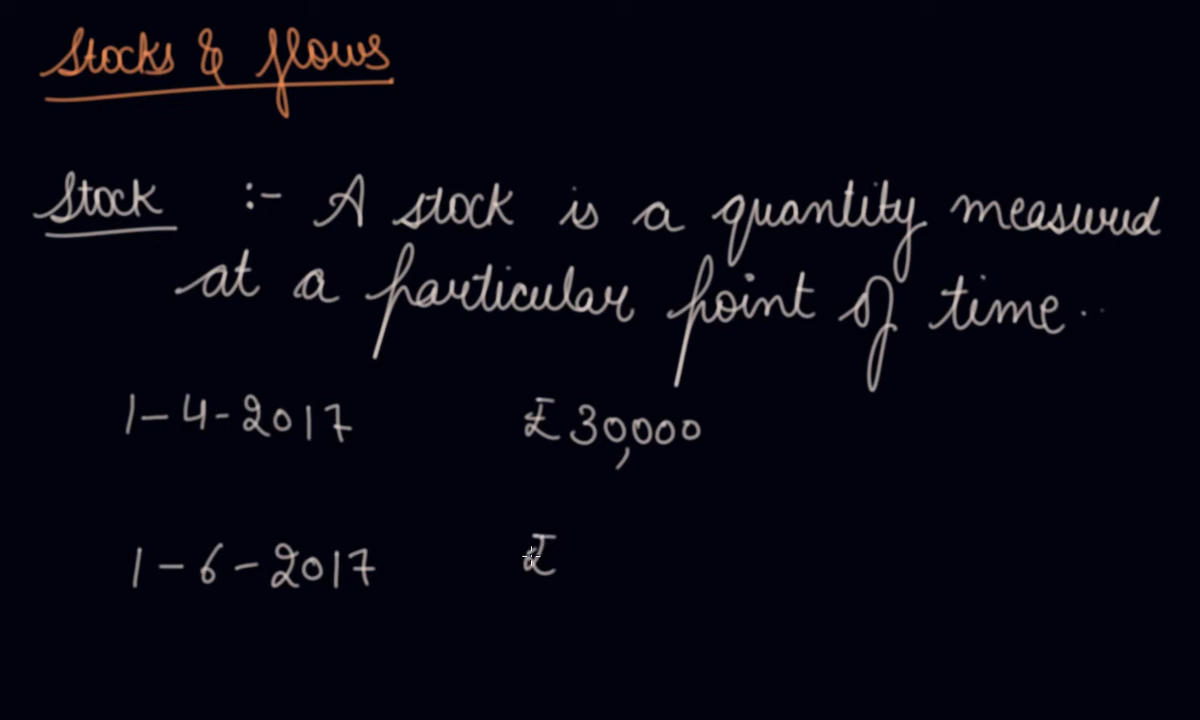 Stocks & flows
Stock :- A stock is a quantity measured
at a particular point of time..
1-4-2017 ₹ 30,000
1-6-2017 ₹